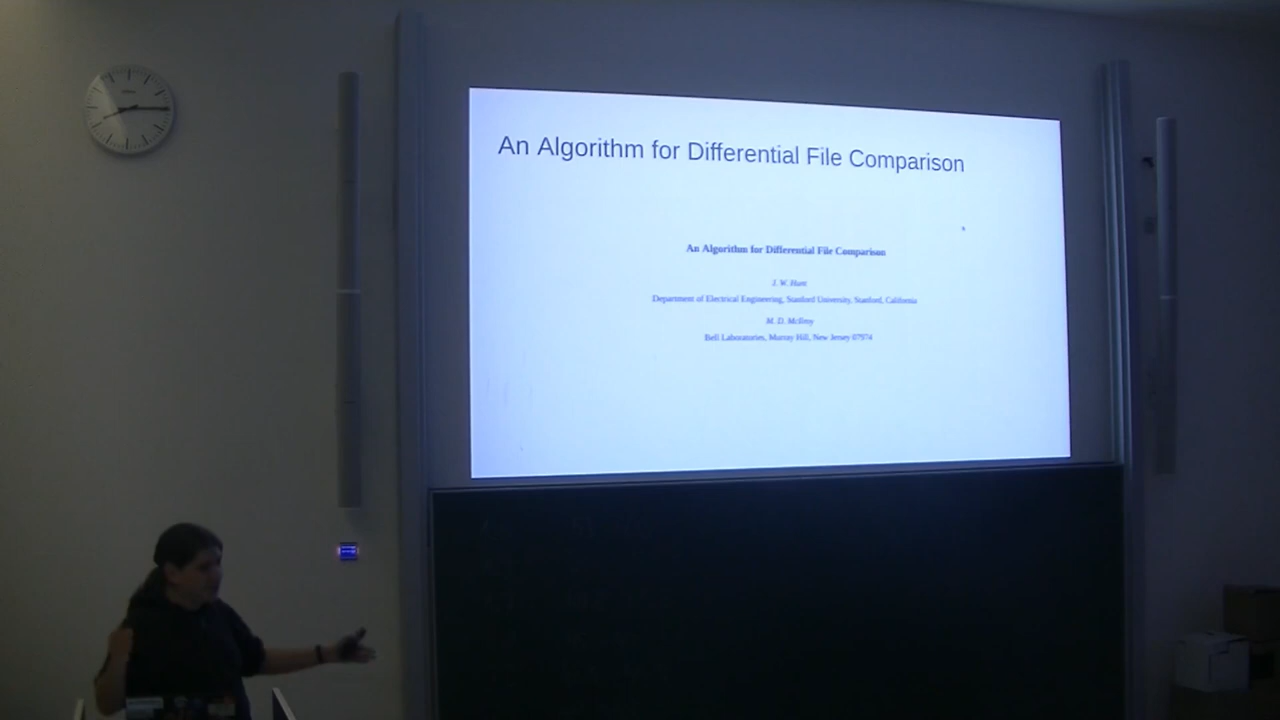 An Algorithm for Differential File Comparison
An Algorithm for Differential File Comparison
J. W. Hunt
Department of Electrical Engineering, Stanford University, Stanford, California
M. D. McIlroy
Bell Laboratories, Murray Hill, New Jersey 07974